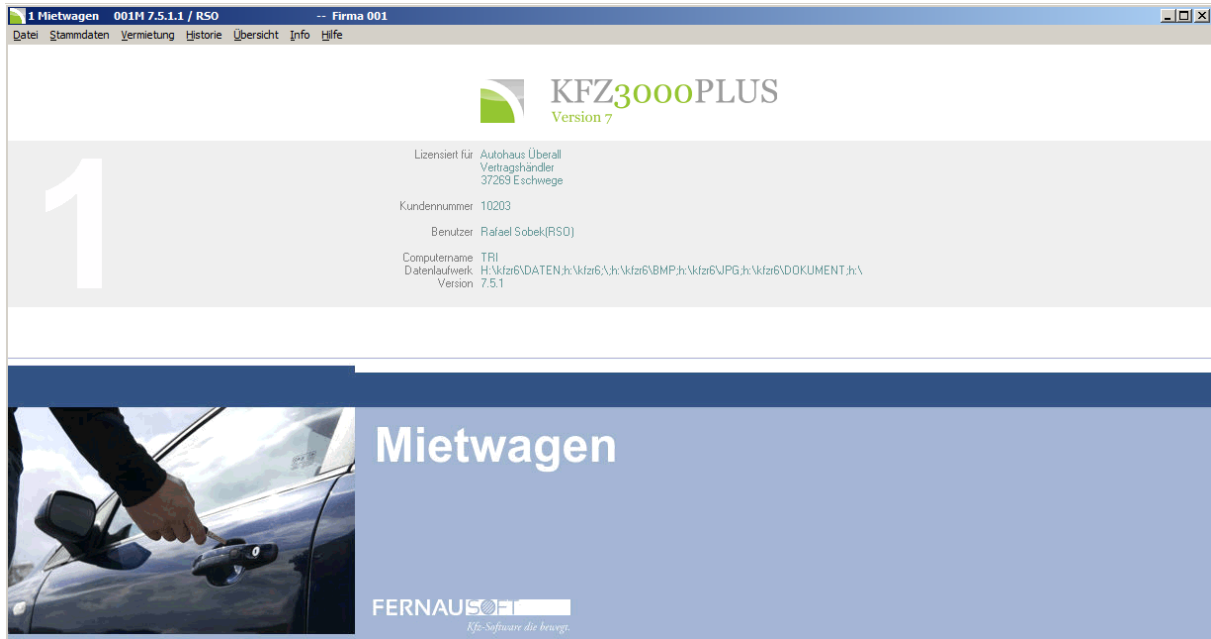 1 Mietwagen 001M 7.5.1.1 / RSO -- Firma 001
Datei Stammdaten Vermietung Historie Übersicht Info Hilfe
KFZ3000PLUS
Version 7
1
Lizensiert für Autohaus Überall
Vertragshändler
37269 Eschwege
Kundennummer 10203
Benutzer Rafael Sobek(RSO)
Computername TRI
Datenlaufwerk H:\kfzr6\DATEN;h:\kfzr6;\;h:\kfzr6\BMP;h:\kfzr6\JPG;h:\kfzr6\DOKUMENT;h:\
Version 7.5.1
Mietwagen
FERNAUSOFT
Kfz-Software die bewegt.